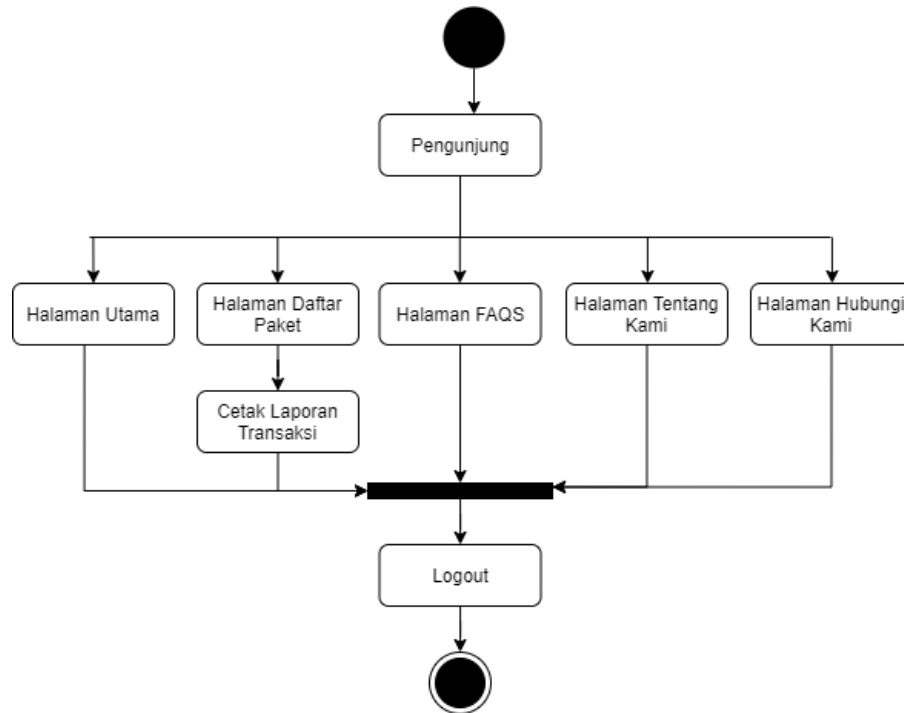 Pengunjung
Halaman Utama
Halaman Daftar
Paket
Halaman FAQS
Halaman Tentang
Kami
Halaman Hubungi
Kami
Cetak Laporan
Transaksi
Logout